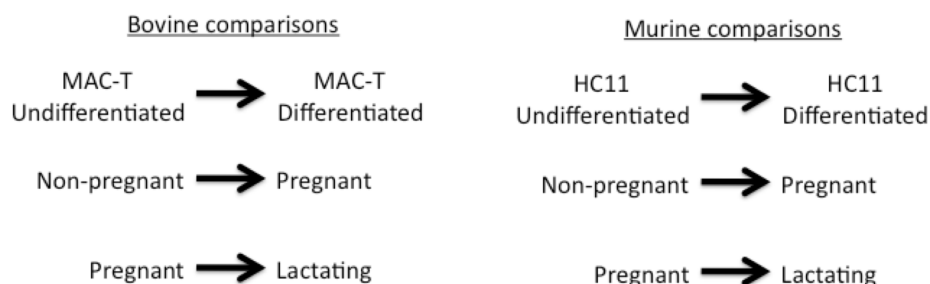 Bovine comparisons
MAC-T MAC-T
Undifferentiated Differentiated
Non-pregnant Pregnant
Pregnant Lactating
Murine comparisons
HC11 HC11
Undifferentiated Differentiated
Non-pregnant Pregnant
Pregnant Lactating